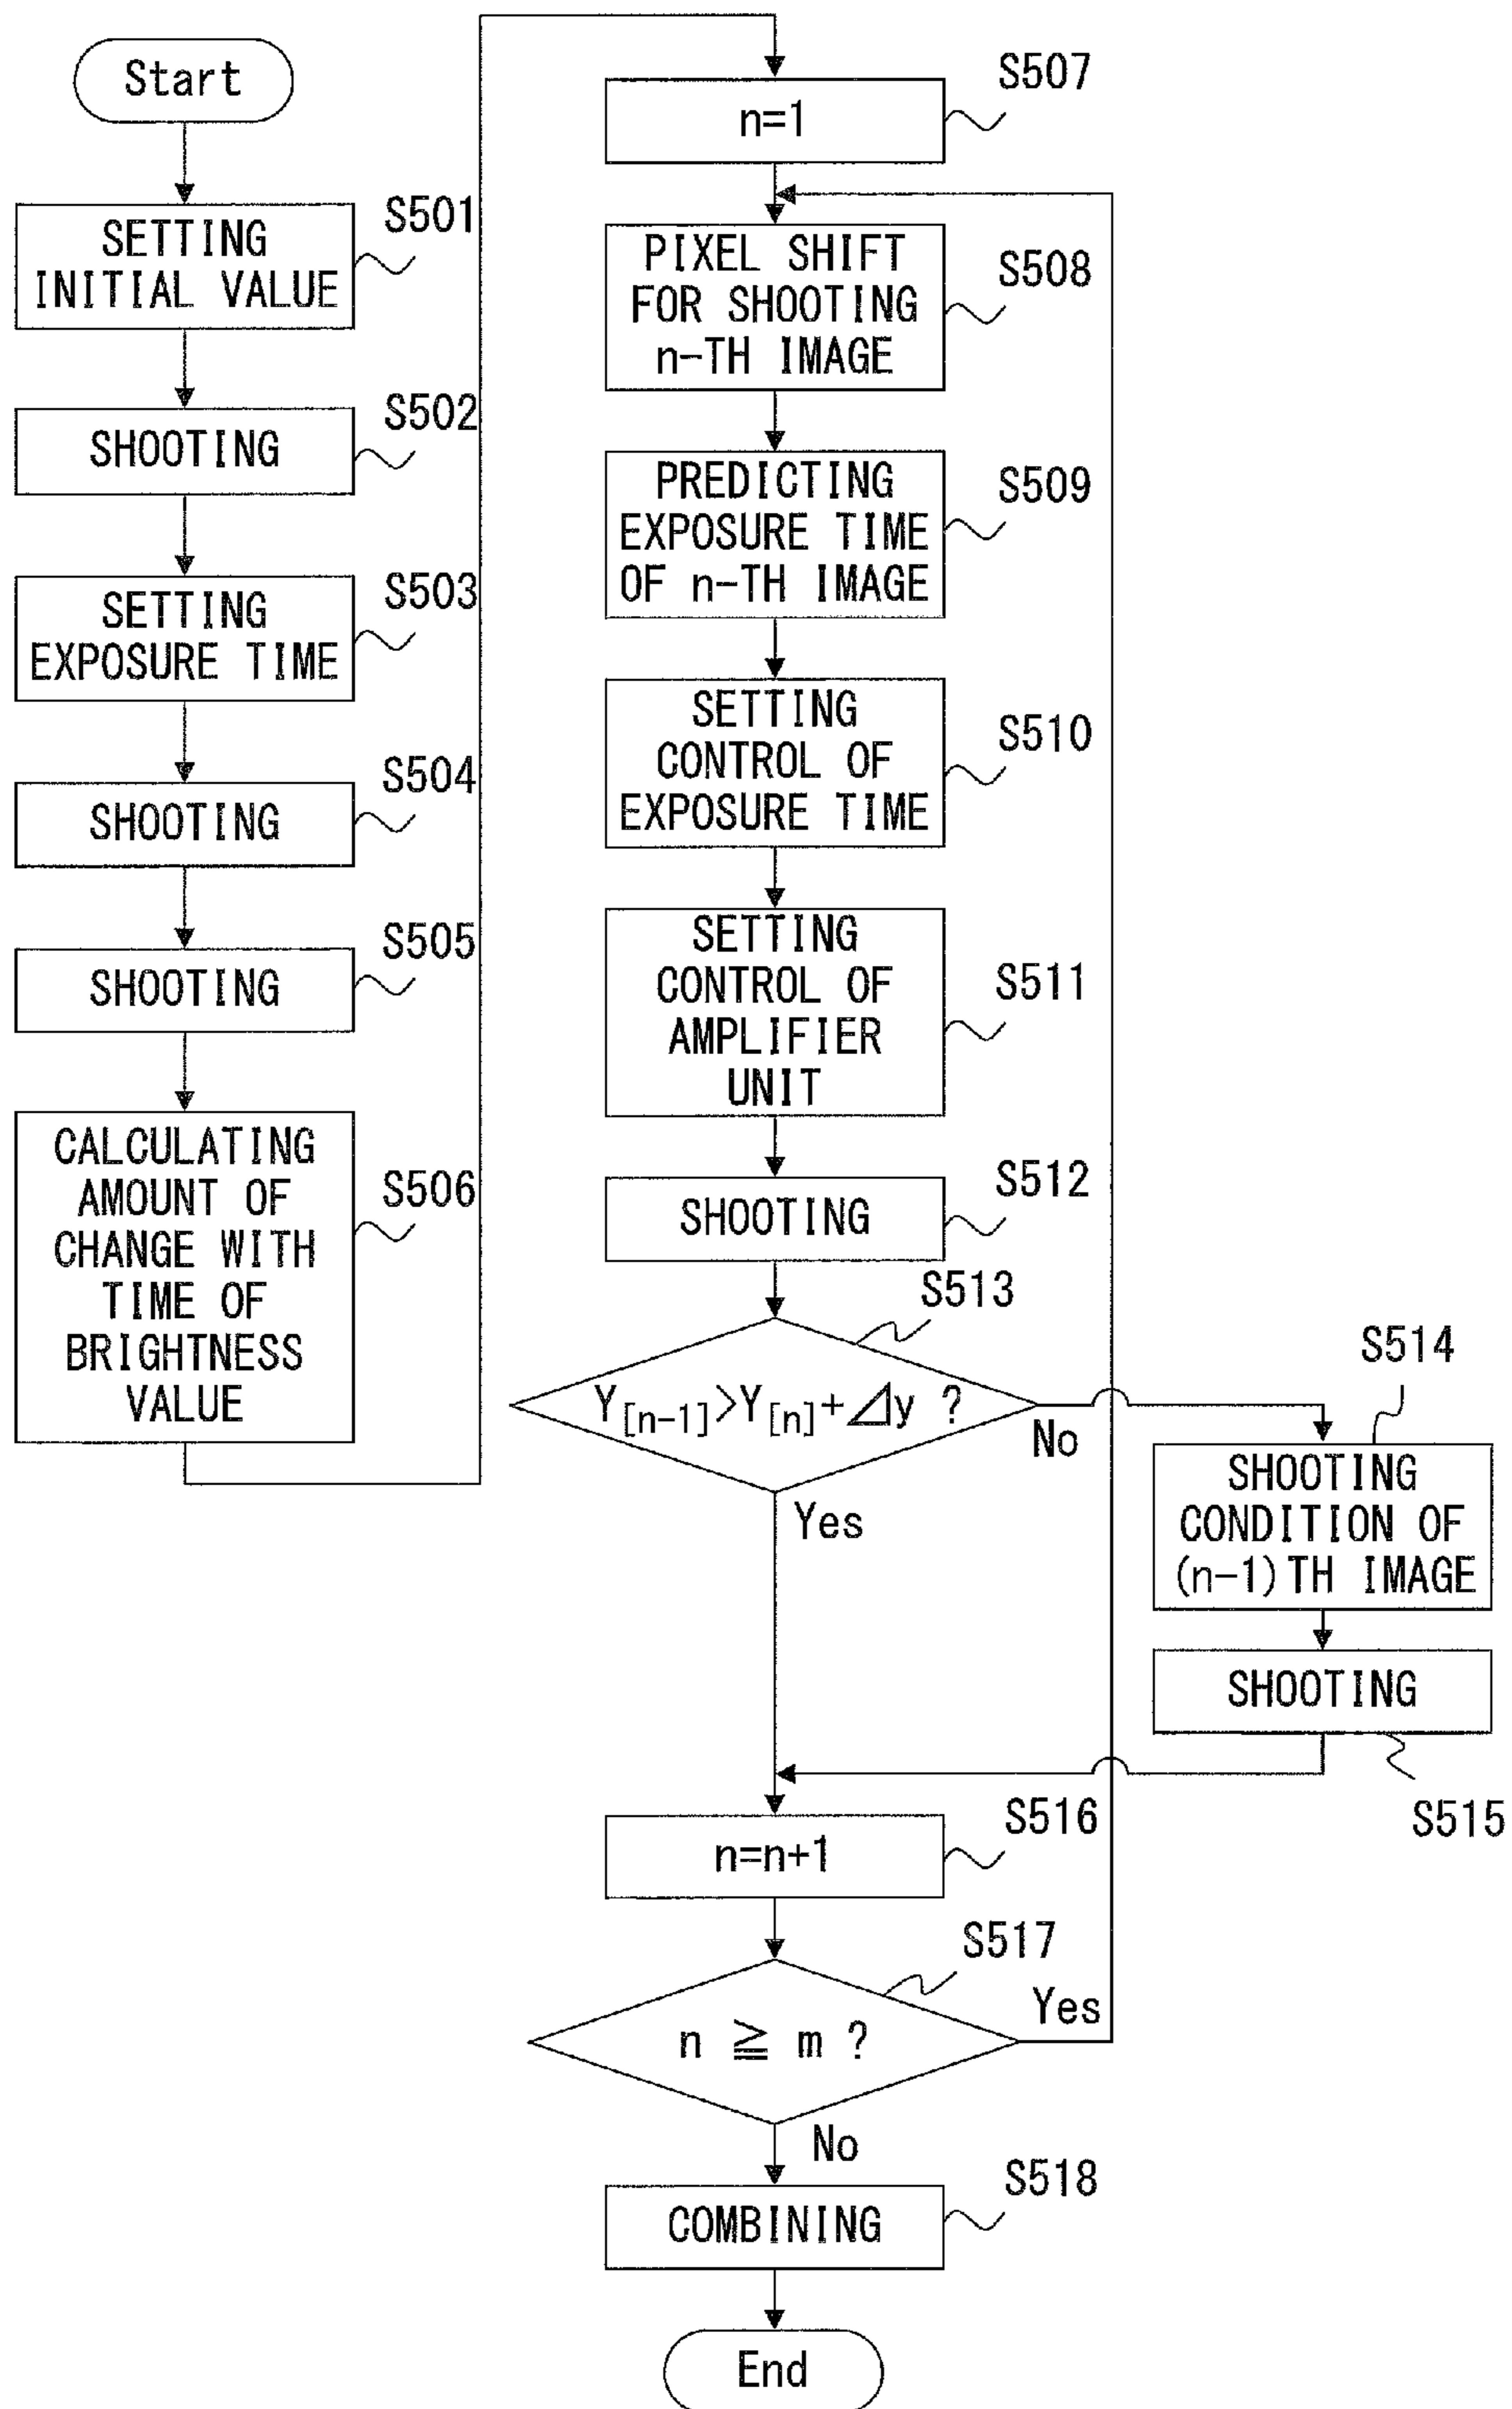 Start
SETTING
INITIAL VALUE
S501
SHOOTING
S502
SETTING
EXPOSURE TIME
S503
SHOOTING
S504
SHOOTING
S505
CALCULATING
AMOUNT OF
CHANGE WITH
TIME OF
BRIGHTNESS
VALUE
S506
n=1
S507
PIXEL SHIFT
FOR SHOOTING
n-TH IMAGE
S508
PREDICTING
EXPOSURE TIME
OF n-TH IMAGE
S509
SETTING
CONTROL OF
EXPOSURE TIME
S510
SETTING
CONTROL OF
AMPLIFIER
UNIT
S511
SHOOTING
S512
S513
Y[n-1]>Y[n]+⊿y ?
No
Yes
S514
SHOOTING
CONDITION OF
(n-1)TH IMAGE
SHOOTING
S515
n=n+1
S516
S517
n ≧ m ?
Yes
No
COMBINING
S518
End